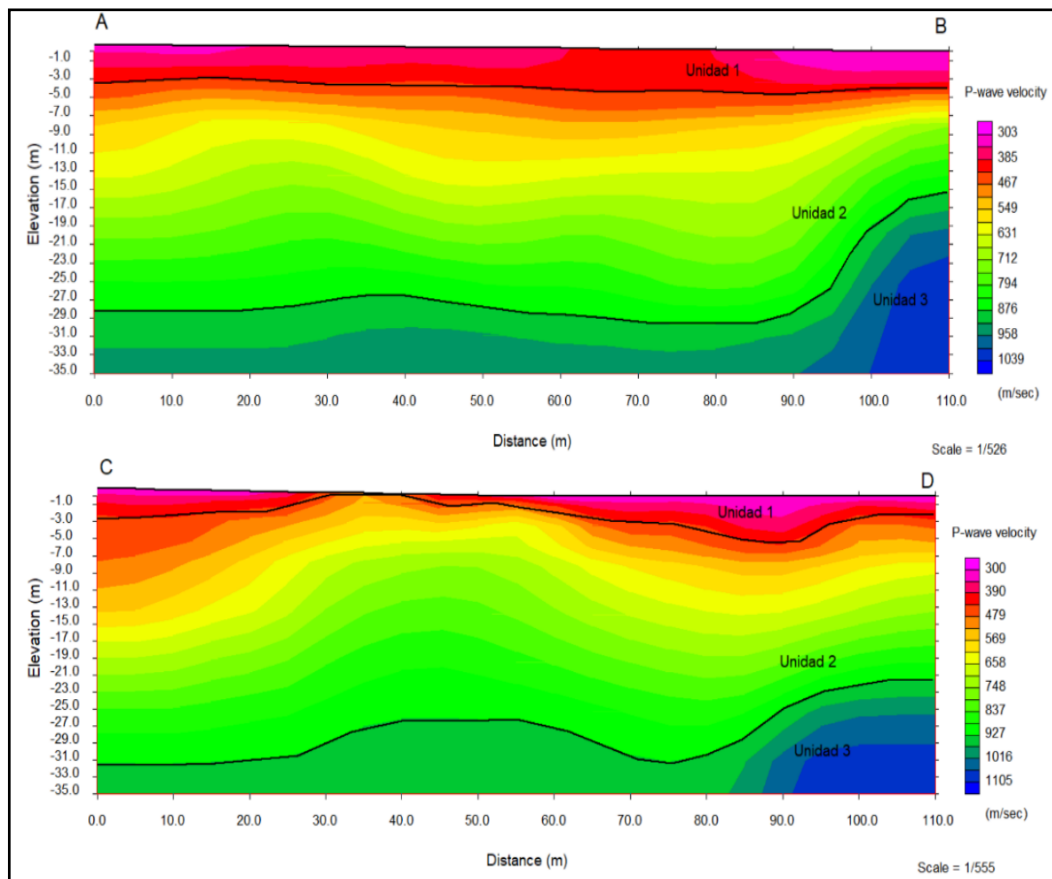 A
B
-1.0
-3.0
-5.0
-7.0
-9.0
-11.0
-13.0
-15.0
-17.0
-19.0
-21.0
-23.0
-25.0
-27.0
-29.0
-31.0
-33.0
-35.0
Elevation (m)
Unidad 1
Unidad 2
Unidad 3
0.0 10.0 20.0 30.0 40.0 50.0 60.0 70.0 80.0 90.0 100.0 110.0
Distance (m)
P-wave velocity
303
385
467
549
631
712
794
876
958
1039
(m/sec)
Scale = 1/526
C
D
-1.0
-3.0
-5.0
-7.0
-9.0
-11.0
-13.0
-15.0
-17.0
-19.0
-21.0
-23.0
-25.0
-27.0
-29.0
-31.0
-33.0
-35.0
Elevation (m)
Unidad 1
Unidad 2
Unidad 3
0.0 10.0 20.0 30.0 40.0 50.0 60.0 70.0 80.0 90.0 100.0 110.0
Distance (m)
P-wave velocity
300
390
479
569
658
748
837
927
1016
1105
(m/sec)
Scale = 1/555